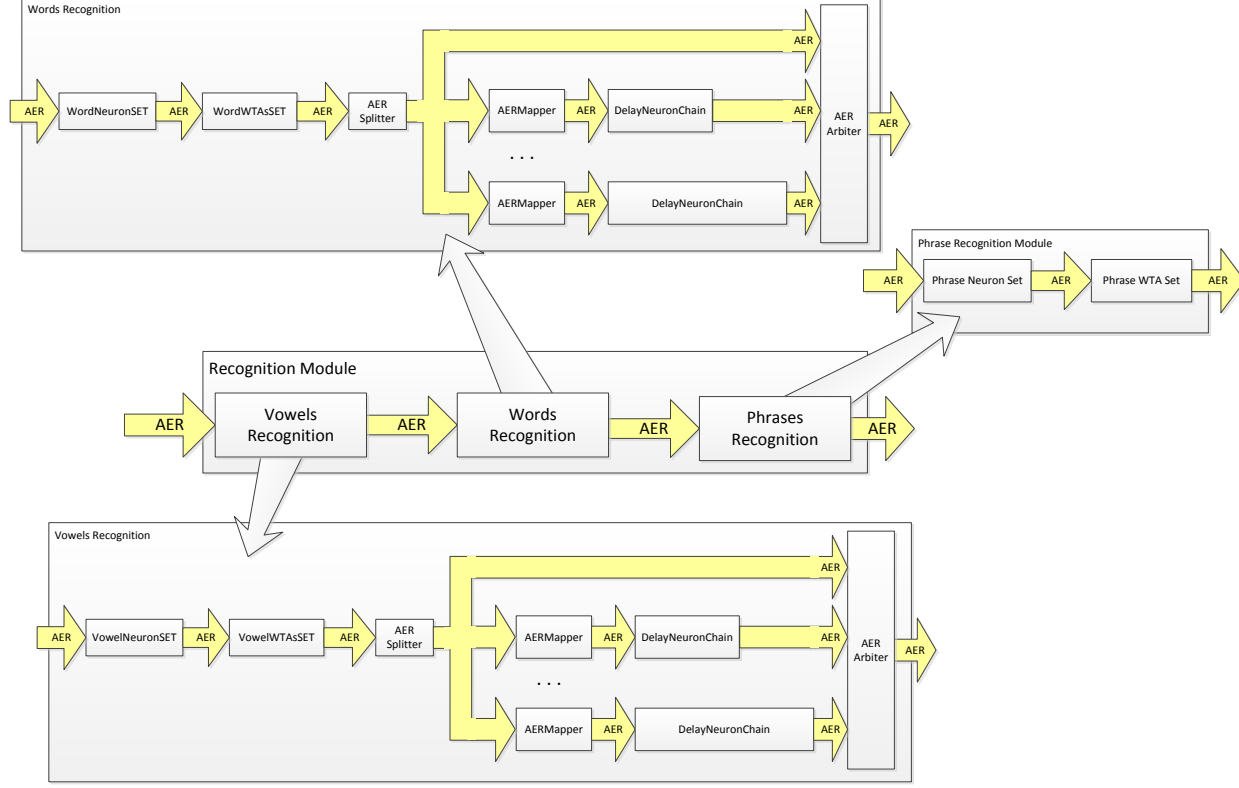 Words Recognition
AER
AER
WordNeuronSET
AER
WordWTAsSET
AER
AER
Splitter
AERMapper
AER
DelayNeuronChain
AER
AER
Arbiter
AER
. . .
AERMapper
AER
DelayNeuronChain
AER
Phrase Recognition Module
AER
Phrase Neuron Set
AER
Phrase WTA Set
AER
Recognition Module
AER
Vowels
Recognition
AER
Words
Recognition
AER
Phrases
Recognition
AER
Vowels Recognition
AER
AER
VowelNeuronSET
AER
VowelWTAsSET
AER
AER
Splitter
AERMapper
AER
DelayNeuronChain
AER
AER
Arbiter
AER
. . .
AERMapper
AER
DelayNeuronChain
AER